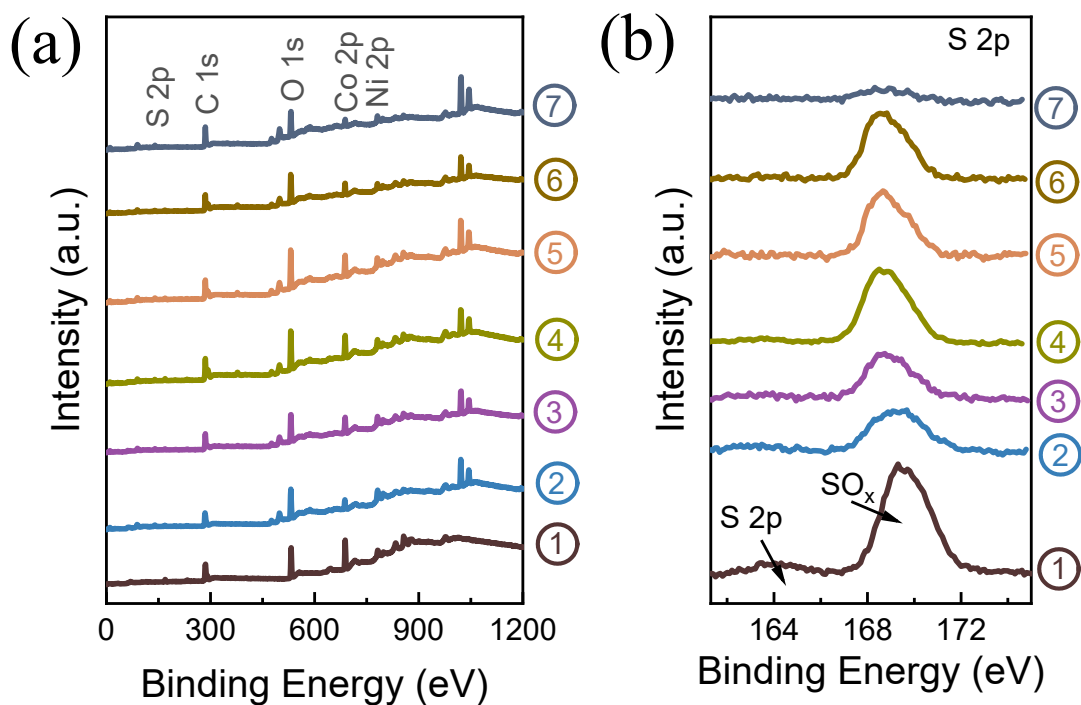 (a)
S 2p
C 1s
O 1s
Co 2p
Ni 2p
7
6
5
4
3
2
1
Intensity (a.u.)
0 300 600 900 1200
Binding Energy (eV)
(b)
S 2p
7
6
5
4
3
2
1
SOx
S 2p
Intensity (a.u.)
164 168 172
Binding Energy (eV)